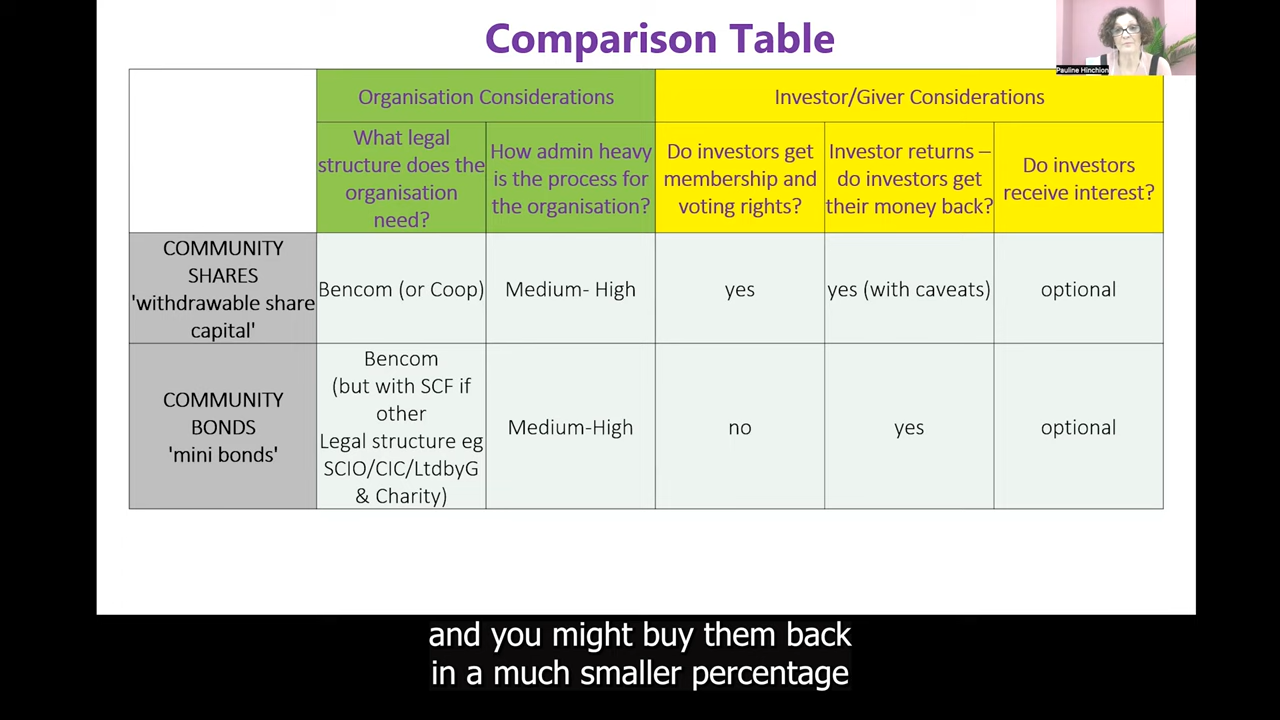 Comparison Table
Pauline Hinchion
Organisation Considerations
Investor/Giver Considerations
What legal
structure does the
organisation
need?
How admin heavy
is the process for
the organisation?
Do investors get
membership and
voting rights?
Investor returns –
do investors get
their money back?
Do investors
receive interest?
COMMUNITY
SHARES
'withdrawable share
capital'
Bencom (or Coop)
Medium- High
yes
yes (with caveats)
optional
COMMUNITY
BONDS
'mini bonds'
Bencom
(but with SCF if
other
Legal structure eg
SCIO/CIC/LtdbyG
& Charity)
Medium-High
no
yes
optional
and you might buy them back
in a much smaller percentage